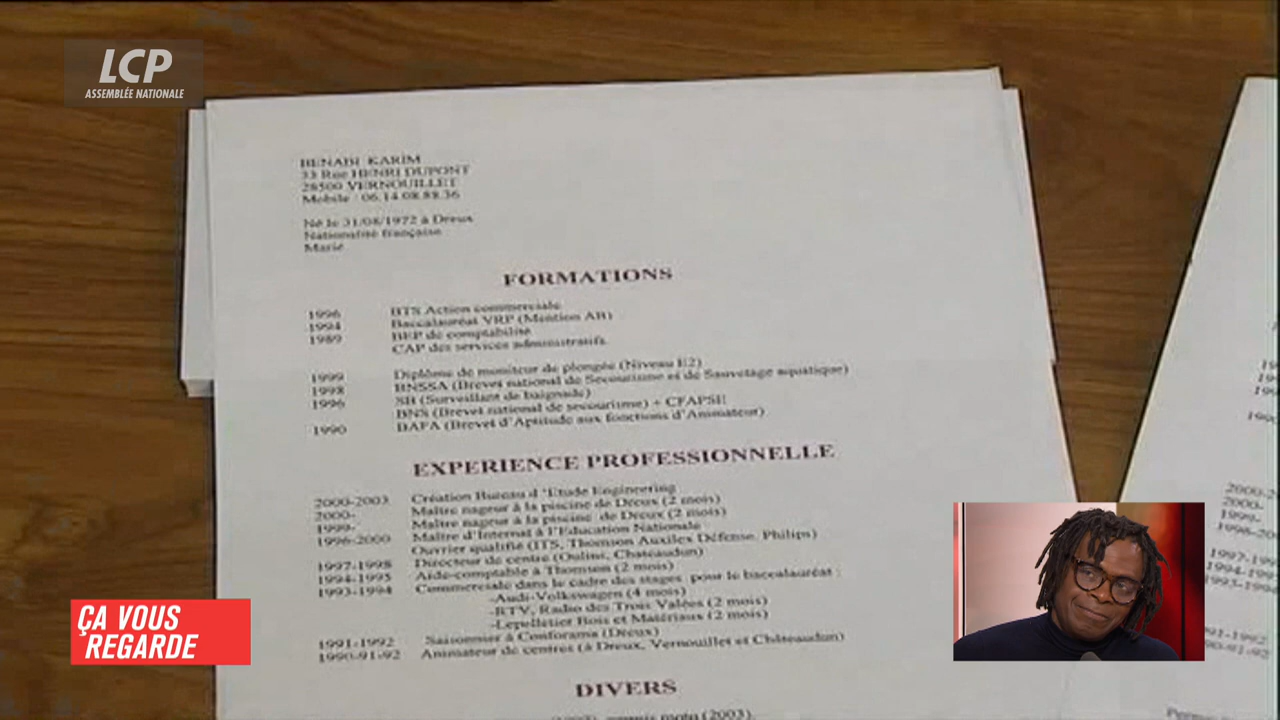 LCP
ASSEMBLÉE NATIONALE
BENABI KARIM
33 Rue HENRI DUPONT
28500 VERNOUILLET
Mobile : 06.14.08.88.36
Né le 31/08/1972 à Dreux
Nationalité française
Marié
FORMATIONS
1996 BTS Action commerciale
1994 Baccalauréat VRP (Mention AB)
1989 BEP de comptabilité
CAP des services administratifs
1999 Diplôme de moniteur de plongée (Niveau E2)
1998 BNSSA (Brevet national de Secourisme et de Sauvetage aquatique)
1996 SB (Surveillant de baignade)
BNS (Brevet national de secourisme) + CFAPSE
1990 BAFA (Brevet d'Aptitude aux fonctions d'Animateur)
EXPERIENCE PROFESSIONNELLE
2000-2003 Création Bureau d 'Etude Engineering
2000- Maître nageur à la piscine de Dreux (2 mois)
1999- Maître nageur à la piscine de Dreux (2 mois)
1996-2000 Maître d'Internat à l'Education Nationale
Ouvrier qualifié (ITS, Thomson Auxilex Défense, Philips)
1997-1998 Directeur de centre (Oulins, Chateaudun)
1994-1995 Aide-comptable à Thomson (2 mois)
1993-1994 Commerciale dans le cadre des stages pour le baccalauréat :
-Audi-Volkswagen (4 mois)
-RTV, Radio des Trois Valées (2 mois)
-Lepelletier Bois et Matériaux (2 mois)
1991-1992 Saisonnier à Conforama (Dreux)
1990-91-92 Animateur de centres (à Dreux, Vernouillet et Châteaudun)
DIVERS
permis moto (2003)
ÇA VOUS
REGARDE